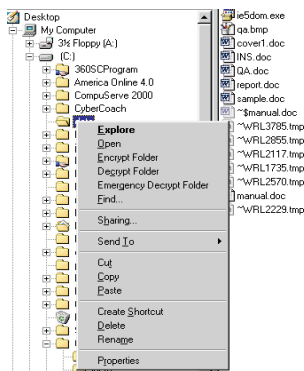 Desktop
My Computer
3½ Floppy (A:)
(C:)
360SCProgram
America Online 4.0
CompuServe 2000
CyberCoach
Explore
Open
Encrypt Folder
Decrypt Folder
Emergency Decrypt Folder
Find...
Sharing...
Send To
Cut
Copy
Paste
Create Shortcut
Delete
Rename
Properties
ie5dom.exe
qa.bmp
cover1.doc
INS.doc
QA.doc
report.doc
sample.doc
~$manual.doc
~WRL3785.tmp
~WRL2855.tmp
~WRL2117.tmp
~WRL1735.tmp
~WRL2570.tmp
manual.doc
~WRL2229.tmp